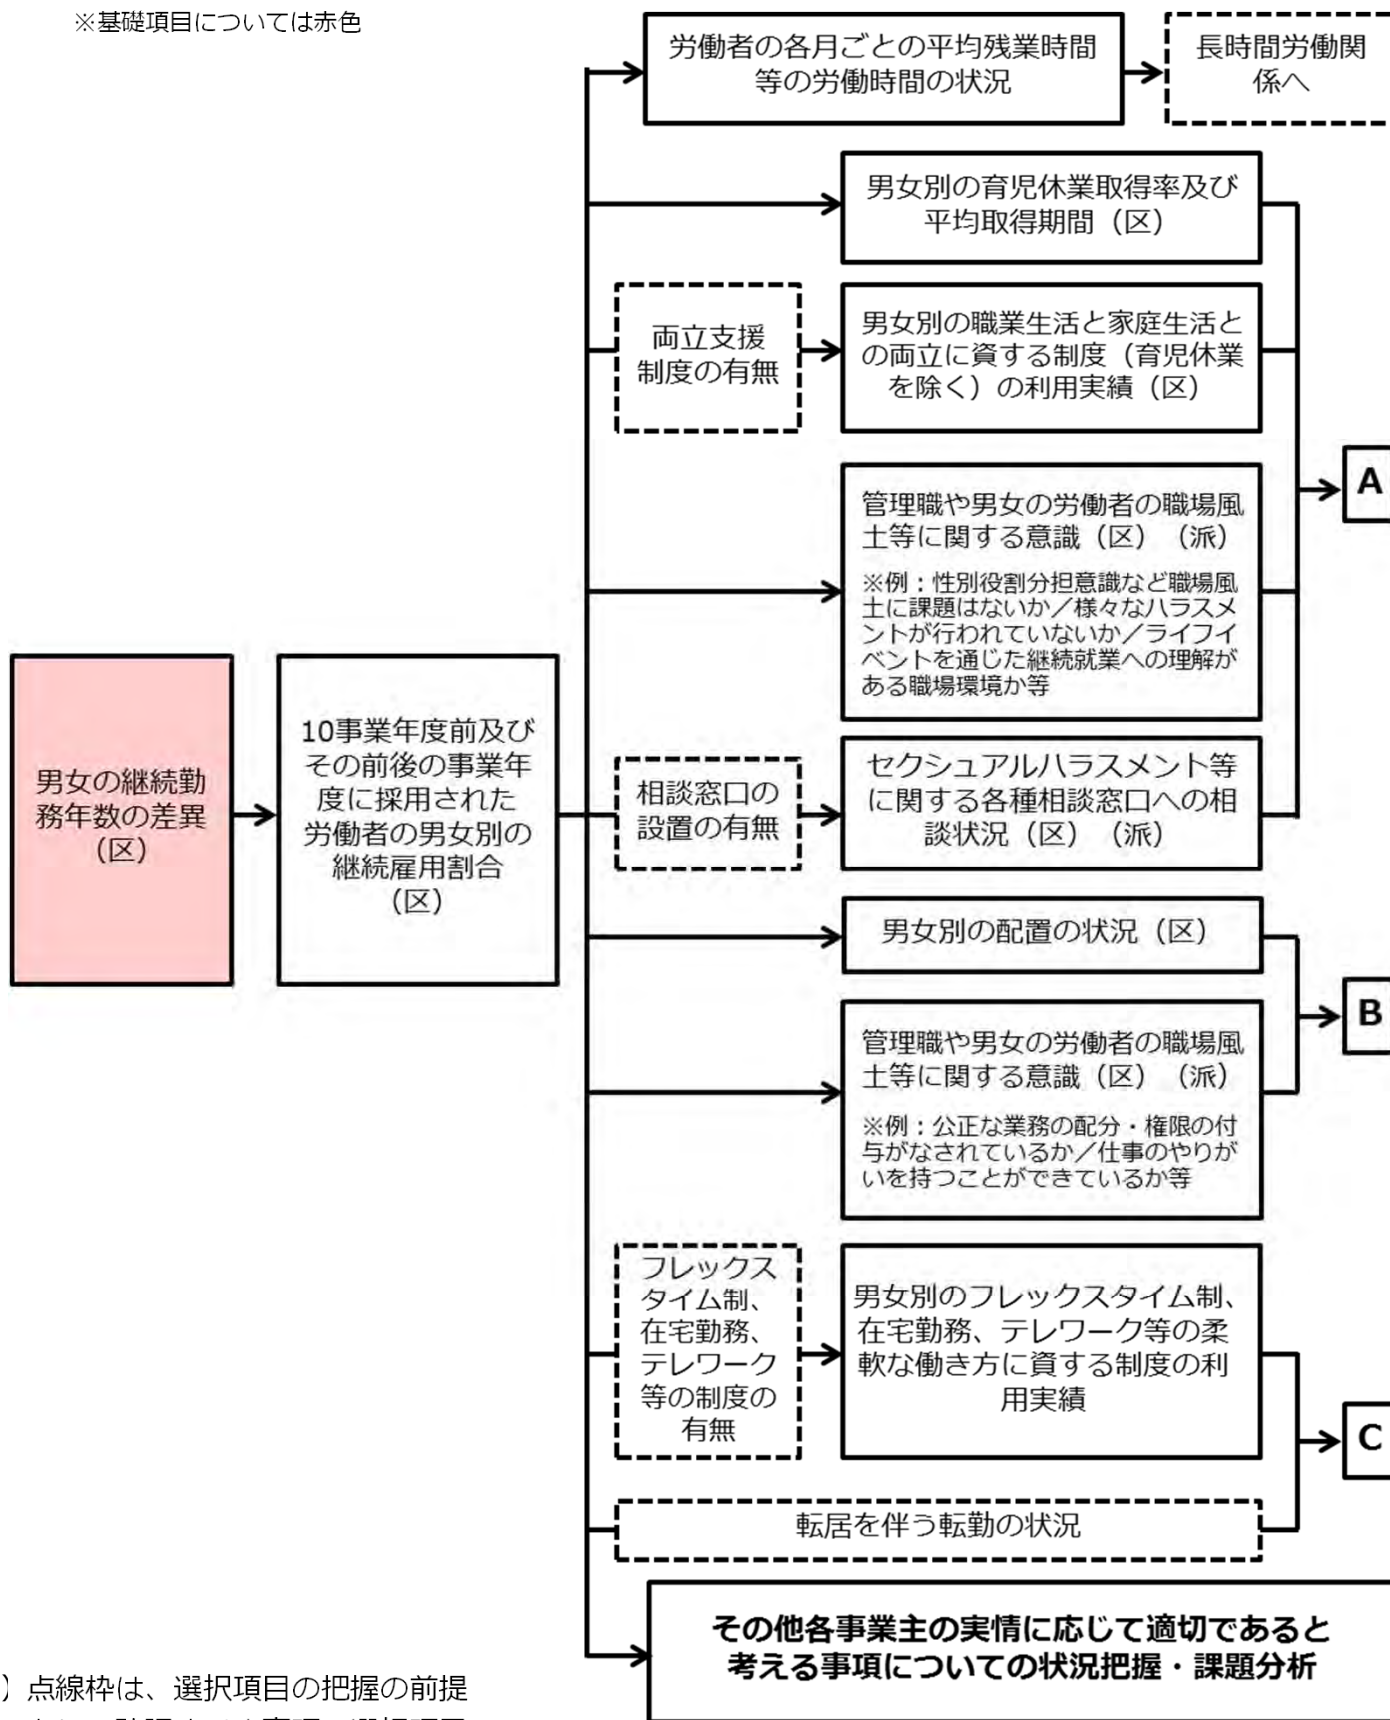 ※基礎項目については赤色
労働者の各月ごとの平均残業時間
等の労働時間の状況
長時間労働関
係へ
男女別の育児休業取得率及び
平均取得期間（区）
両立支援
制度の有無
男女別の職業生活と家庭生活と
の両立に資する制度（育児休業
を除く）の利用実績（区）
管理職や男女の労働者の職場風
土等に関する意識（区）（派）
※例：性別役割分担意識など職場風
土に課題はないか／様々なハラスメ
ントが行われていないか／ライフイ
ベントを通じた継続就業への理解が
ある職場環境か等
A
男女の継続勤
務年数の差異
（区）
10事業年度前及び
その前後の事業年
度に採用された
労働者の男女別の
継続雇用割合
（区）
相談窓口の
設置の有無
セクシュアルハラスメント等
に関する各種相談窓口への相
談状況（区）（派）
男女別の配置の状況（区）
管理職や男女の労働者の職場風
土等に関する意識（区）（派）
※例：公正な業務の配分・権限の付
与がなされているか／仕事のやりが
いを持つことができているか等
B
フレックス
タイム制、
在宅勤務、
テレワーク
等の制度の
有無
男女別のフレックスタイム制、
在宅勤務、テレワーク等の柔
軟な働き方に資する制度の利
用実績
C
転居を伴う転勤の状況
その他各事業主の実情に応じて適切であると
考える事項についての状況把握・課題分析
）点線枠は、選択項目の把握の前提